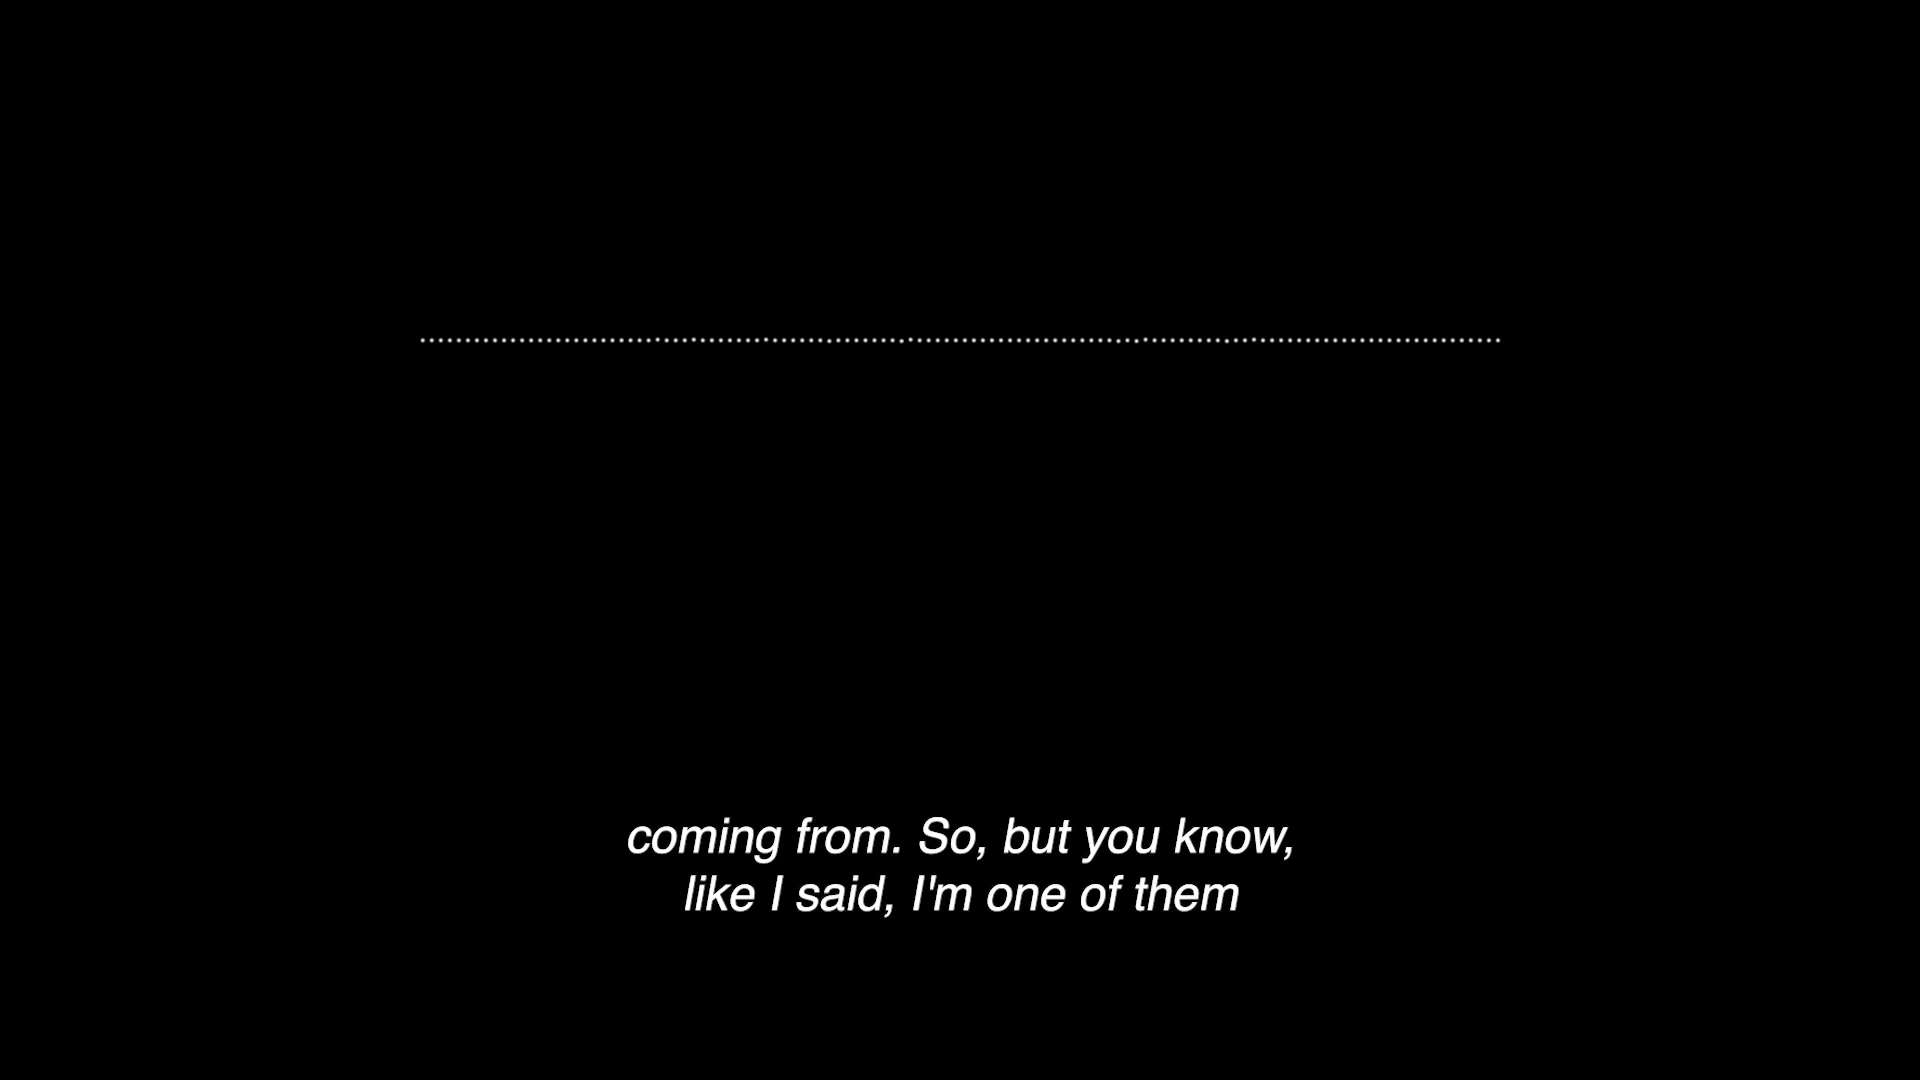 coming from. So, but you know,
like I said, I'm one of them